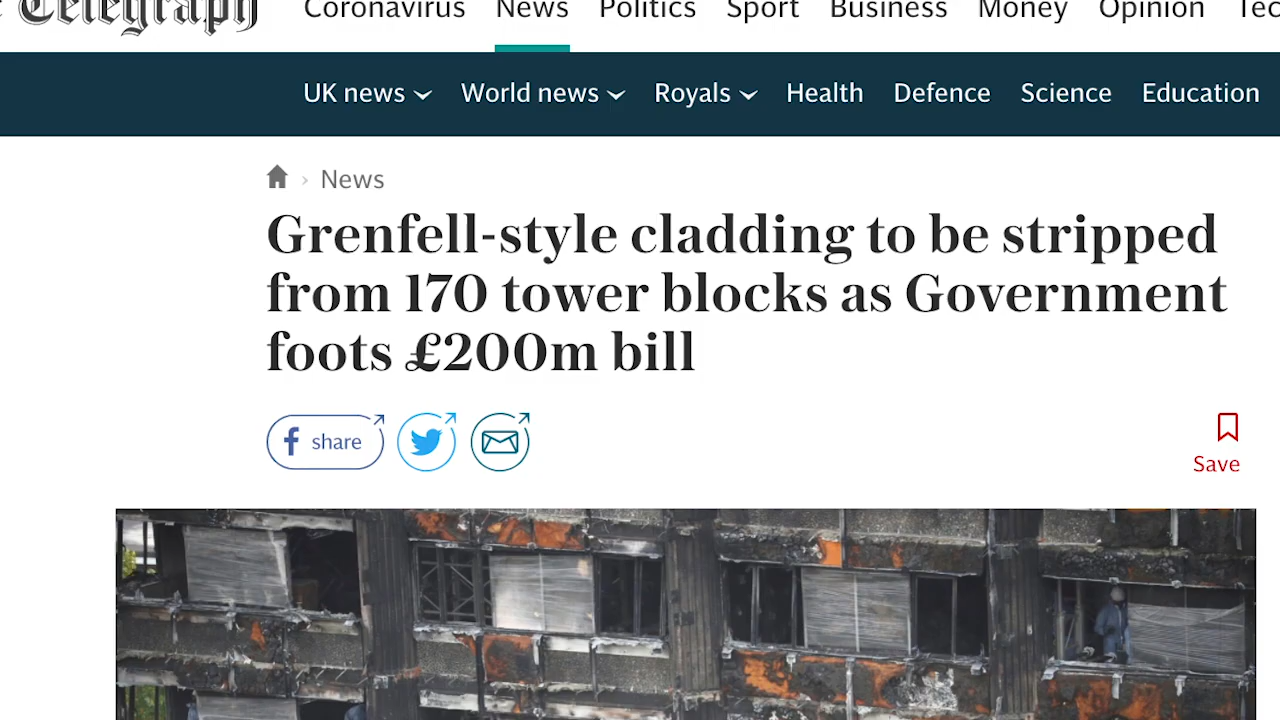 Telegraph
Coronavirus News Politics Sport Business Money Opinion
UK news World news Royals Health Defence Science Education
News
Grenfell-style cladding to be stripped
from 170 tower blocks as Government
foots £200m bill
share
Save